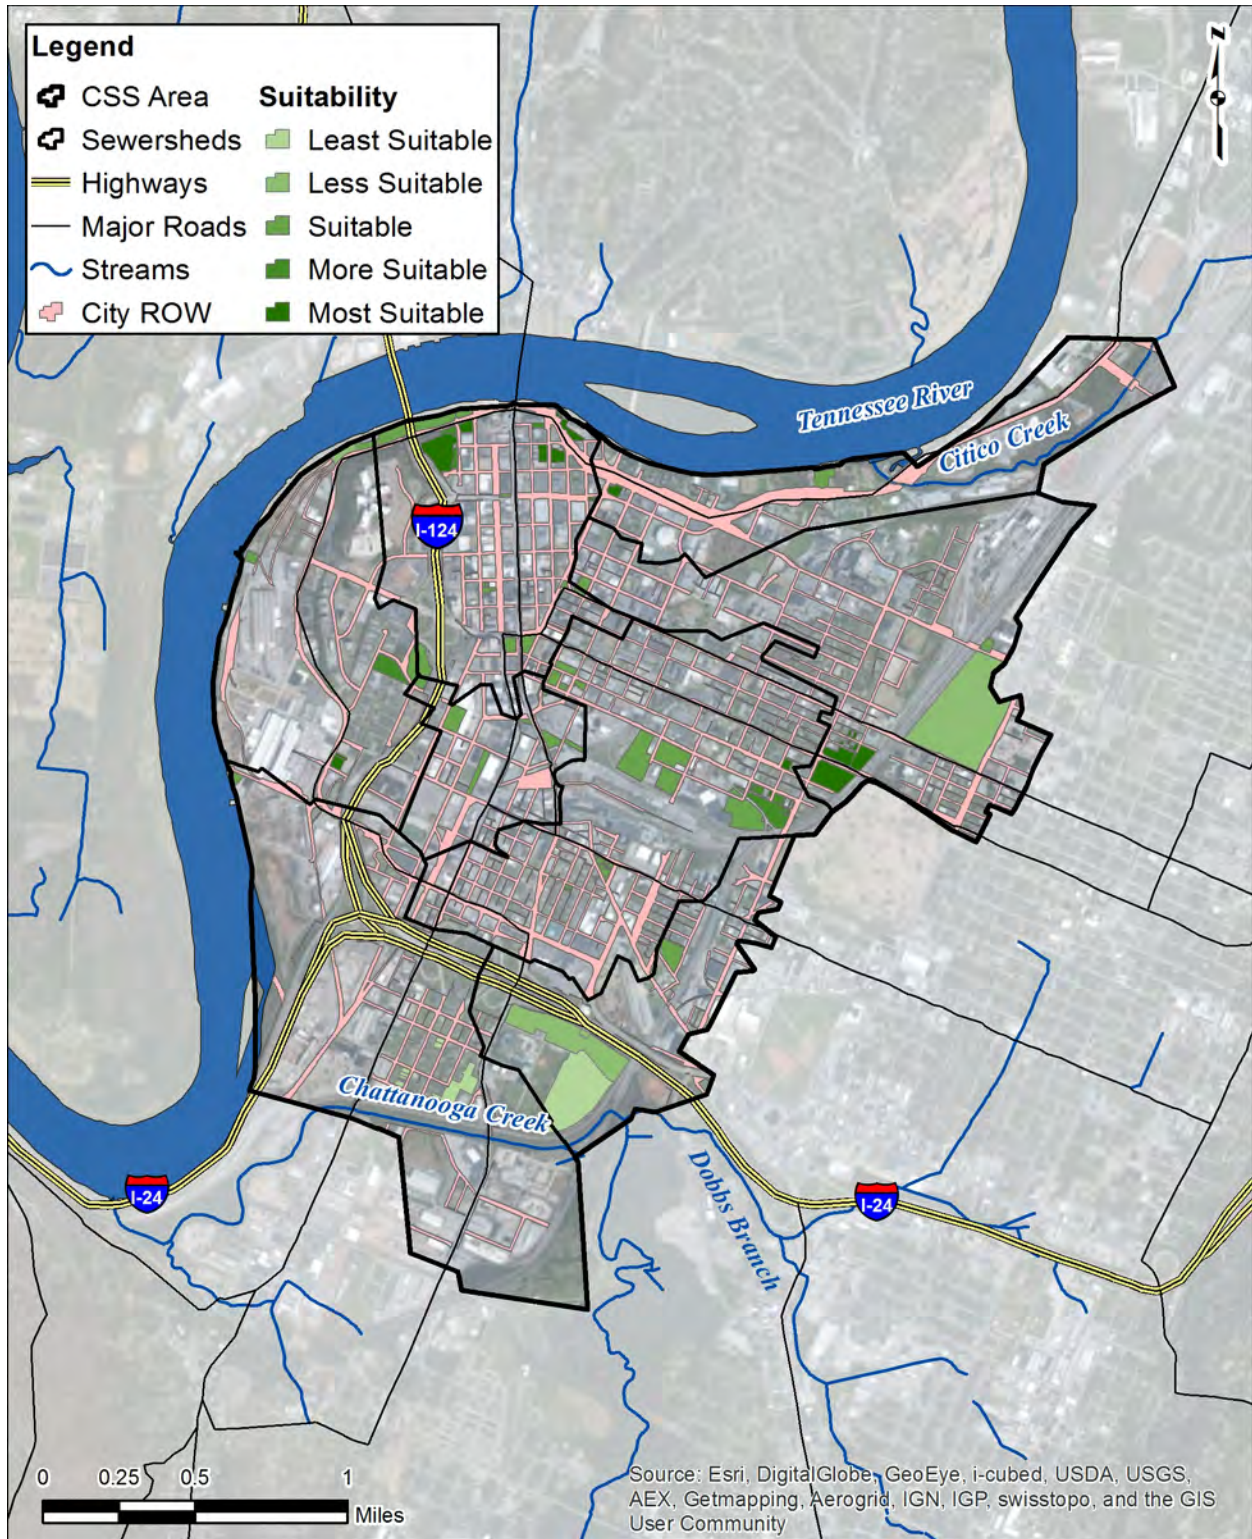 Legend
CSS Area
Sewersheds
Highways
Major Roads
Streams
City ROW
Suitability
Least Suitable
Less Suitable
Suitable
More Suitable
Most Suitable
N
Tennessee River
Citico Creek
I-124
Chattanooga Creek
Dobbs Branch
I-24
I-24
0 0.25 0.5 1
Miles
Source: Esri, DigitalGlobe, GeoEye, i-cubed, USDA, USGS,
AEX, Getmapping, Aerogrid, IGN, IGP, swisstopo, and the GIS
User Community